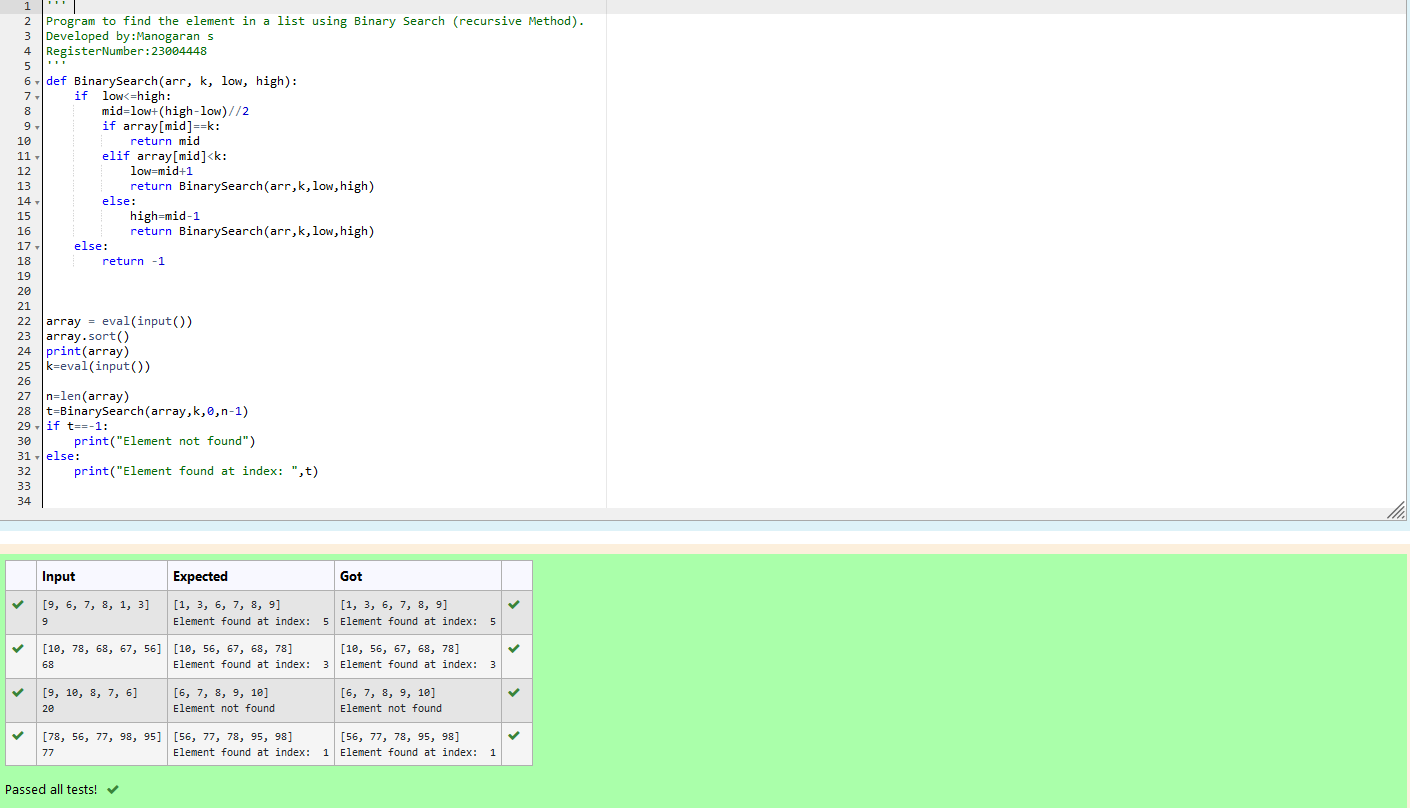 1 '''
2 Program to find the element in a list using Binary Search (recursive Method).
3 Developed by:Manogaran s
4 RegisterNumber:23004448
5 '''
6 def BinarySearch(arr, k, low, high):
7     if  low<=high:
8         mid=low+(high-low)//2
9         if array[mid]==k:
10             return mid
11         elif array[mid]<k:
12             low=mid+1
13             return BinarySearch(arr,k,low,high)
14         else:
15             high=mid-1
16             return BinarySearch(arr,k,low,high)
17     else:
18         return -1
19
20
21
22 array = eval(input())
23 array.sort()
24 print(array)
25 k=eval(input())
26
27 n=len(array)
28 t=BinarySearch(array,k,0,n-1)
29 if t==-1:
30     print("Element not found")
31 else:
32     print("Element found at index: ",t)
33
34
Input Expected Got
[9, 6, 7, 8, 1, 3] [1, 3, 6, 7, 8, 9] [1, 3, 6, 7, 8, 9]
9 Element found at index:  5 Element found at index:  5
[10, 78, 68, 67, 56] [10, 56, 67, 68, 78] [10, 56, 67, 68, 78]
68 Element found at index:  3 Element found at index:  3
[9, 10, 8, 7, 6] [6, 7, 8, 9, 10] [6, 7, 8, 9, 10]
20 Element not found Element not found
[78, 56, 77, 98, 95] [56, 77, 78, 95, 98] [56, 77, 78, 95, 98]
77 Element found at index:  1 Element found at index:  1
Passed all tests!